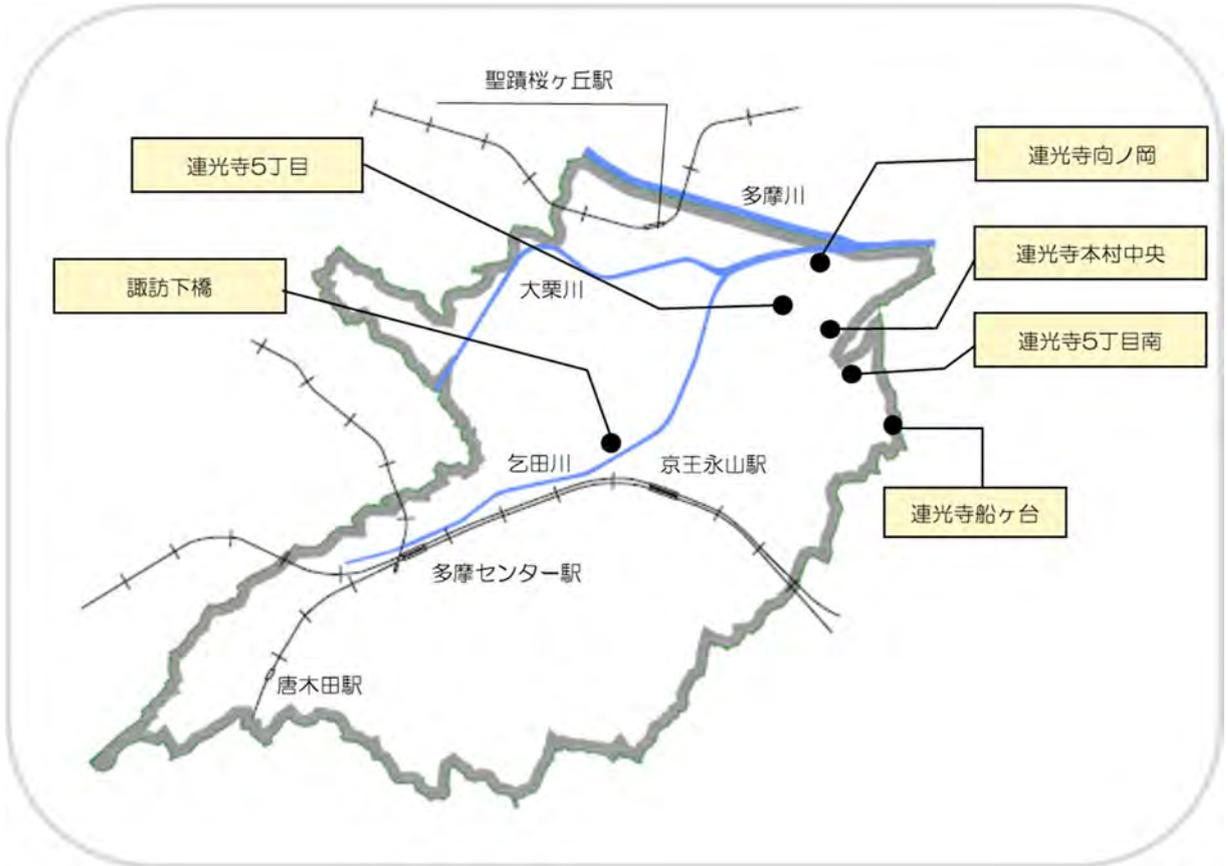 聖蹟桜ヶ丘駅
連光寺5丁目
連光寺向ノ岡
多摩川
連光寺本村中央
諏訪下橋
大栗川
連光寺5丁目南
乞田川
京王永山駅
連光寺船ヶ台
多摩センター駅
唐木田駅